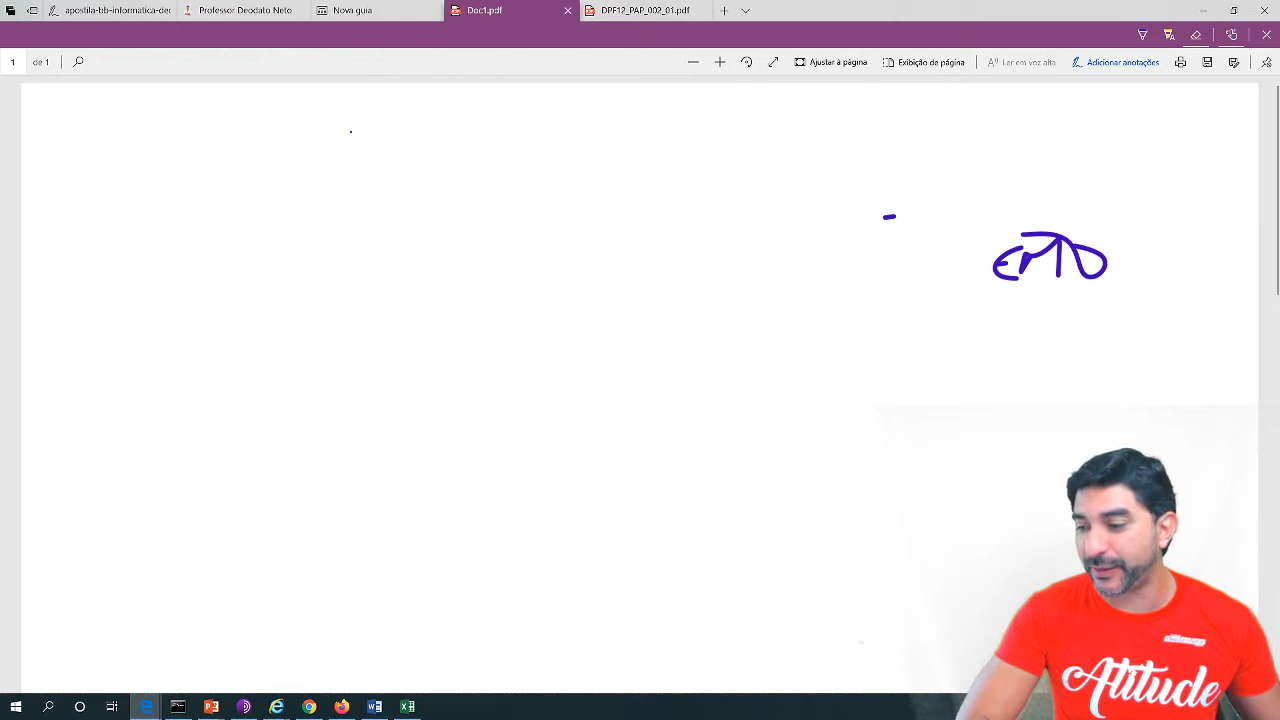 apostila-bb-informatica-dec
Professor Deodato Neto
Nova guia
Doc1.pdf
DPF12_PAP_002_01.pdf
1 de 1
Ajustar à página
Exibição de página
Ler em voz alta
Adicionar anotações
Atitude